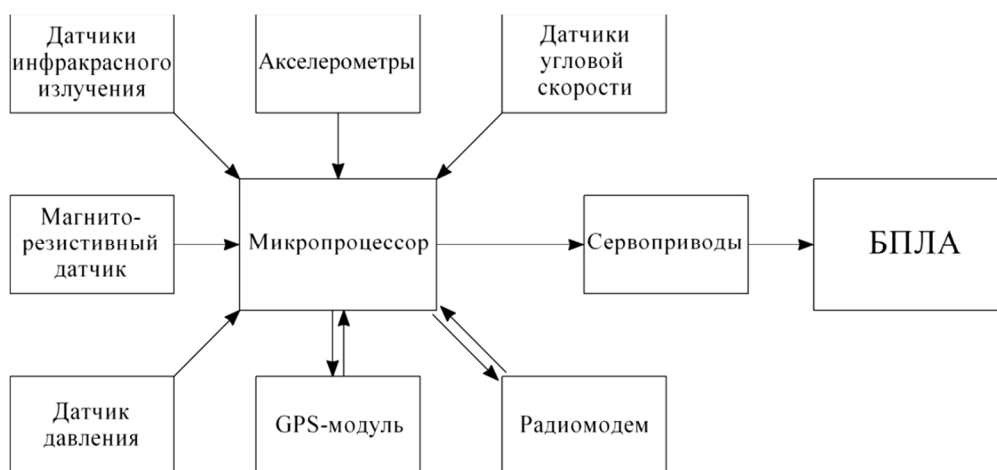 Датчики
инфракрасного
излучения
Акселерометры
Датчики
угловой
скорости
Магнито-
резистивный
датчик
Микропроцессор
Сервоприводы
БПЛА
Датчик
давления
GPS-модуль
Радиомодем